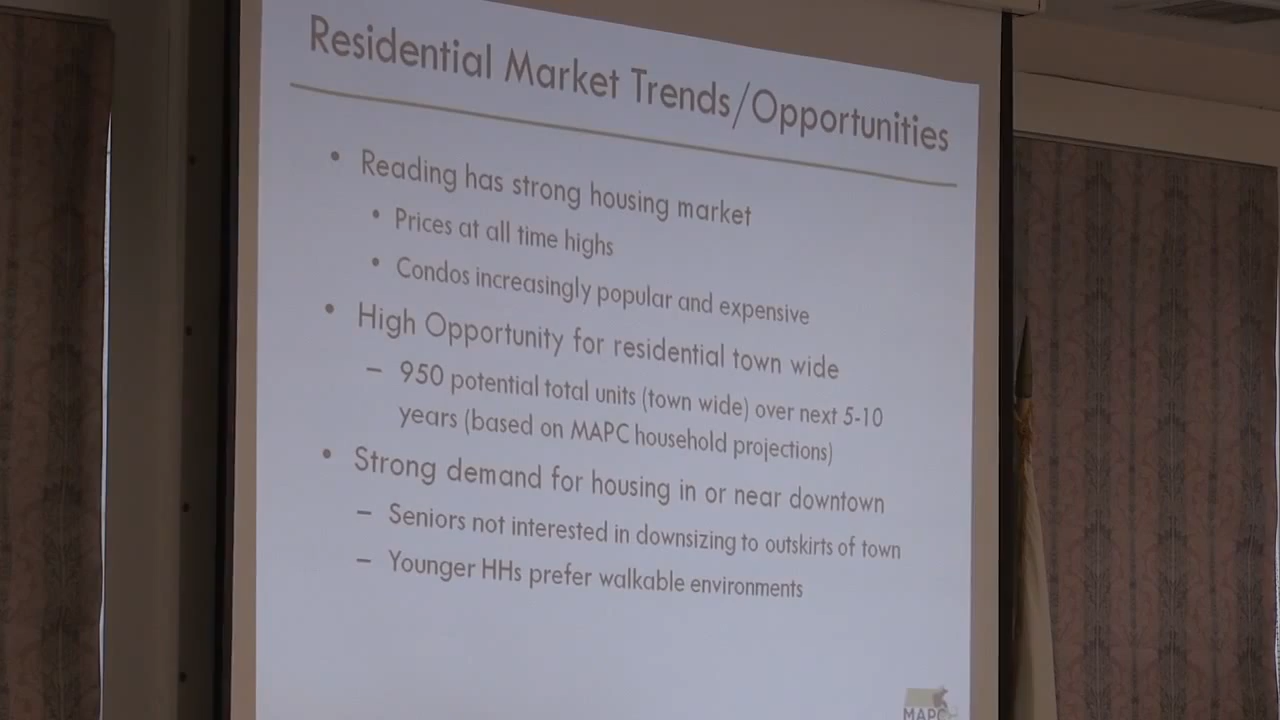 Residential Market Trends/Opportunities
• Reading has strong housing market
• Prices at all time highs
• Condos increasingly popular and expensive
• High Opportunity for residential town wide
– 950 potential total units (town wide) over next 5-10
years (based on MAPC household projections)
• Strong demand for housing in or near downtown
– Seniors not interested in downsizing to outskirts of town
– Younger HHs prefer walkable environments
MAPC